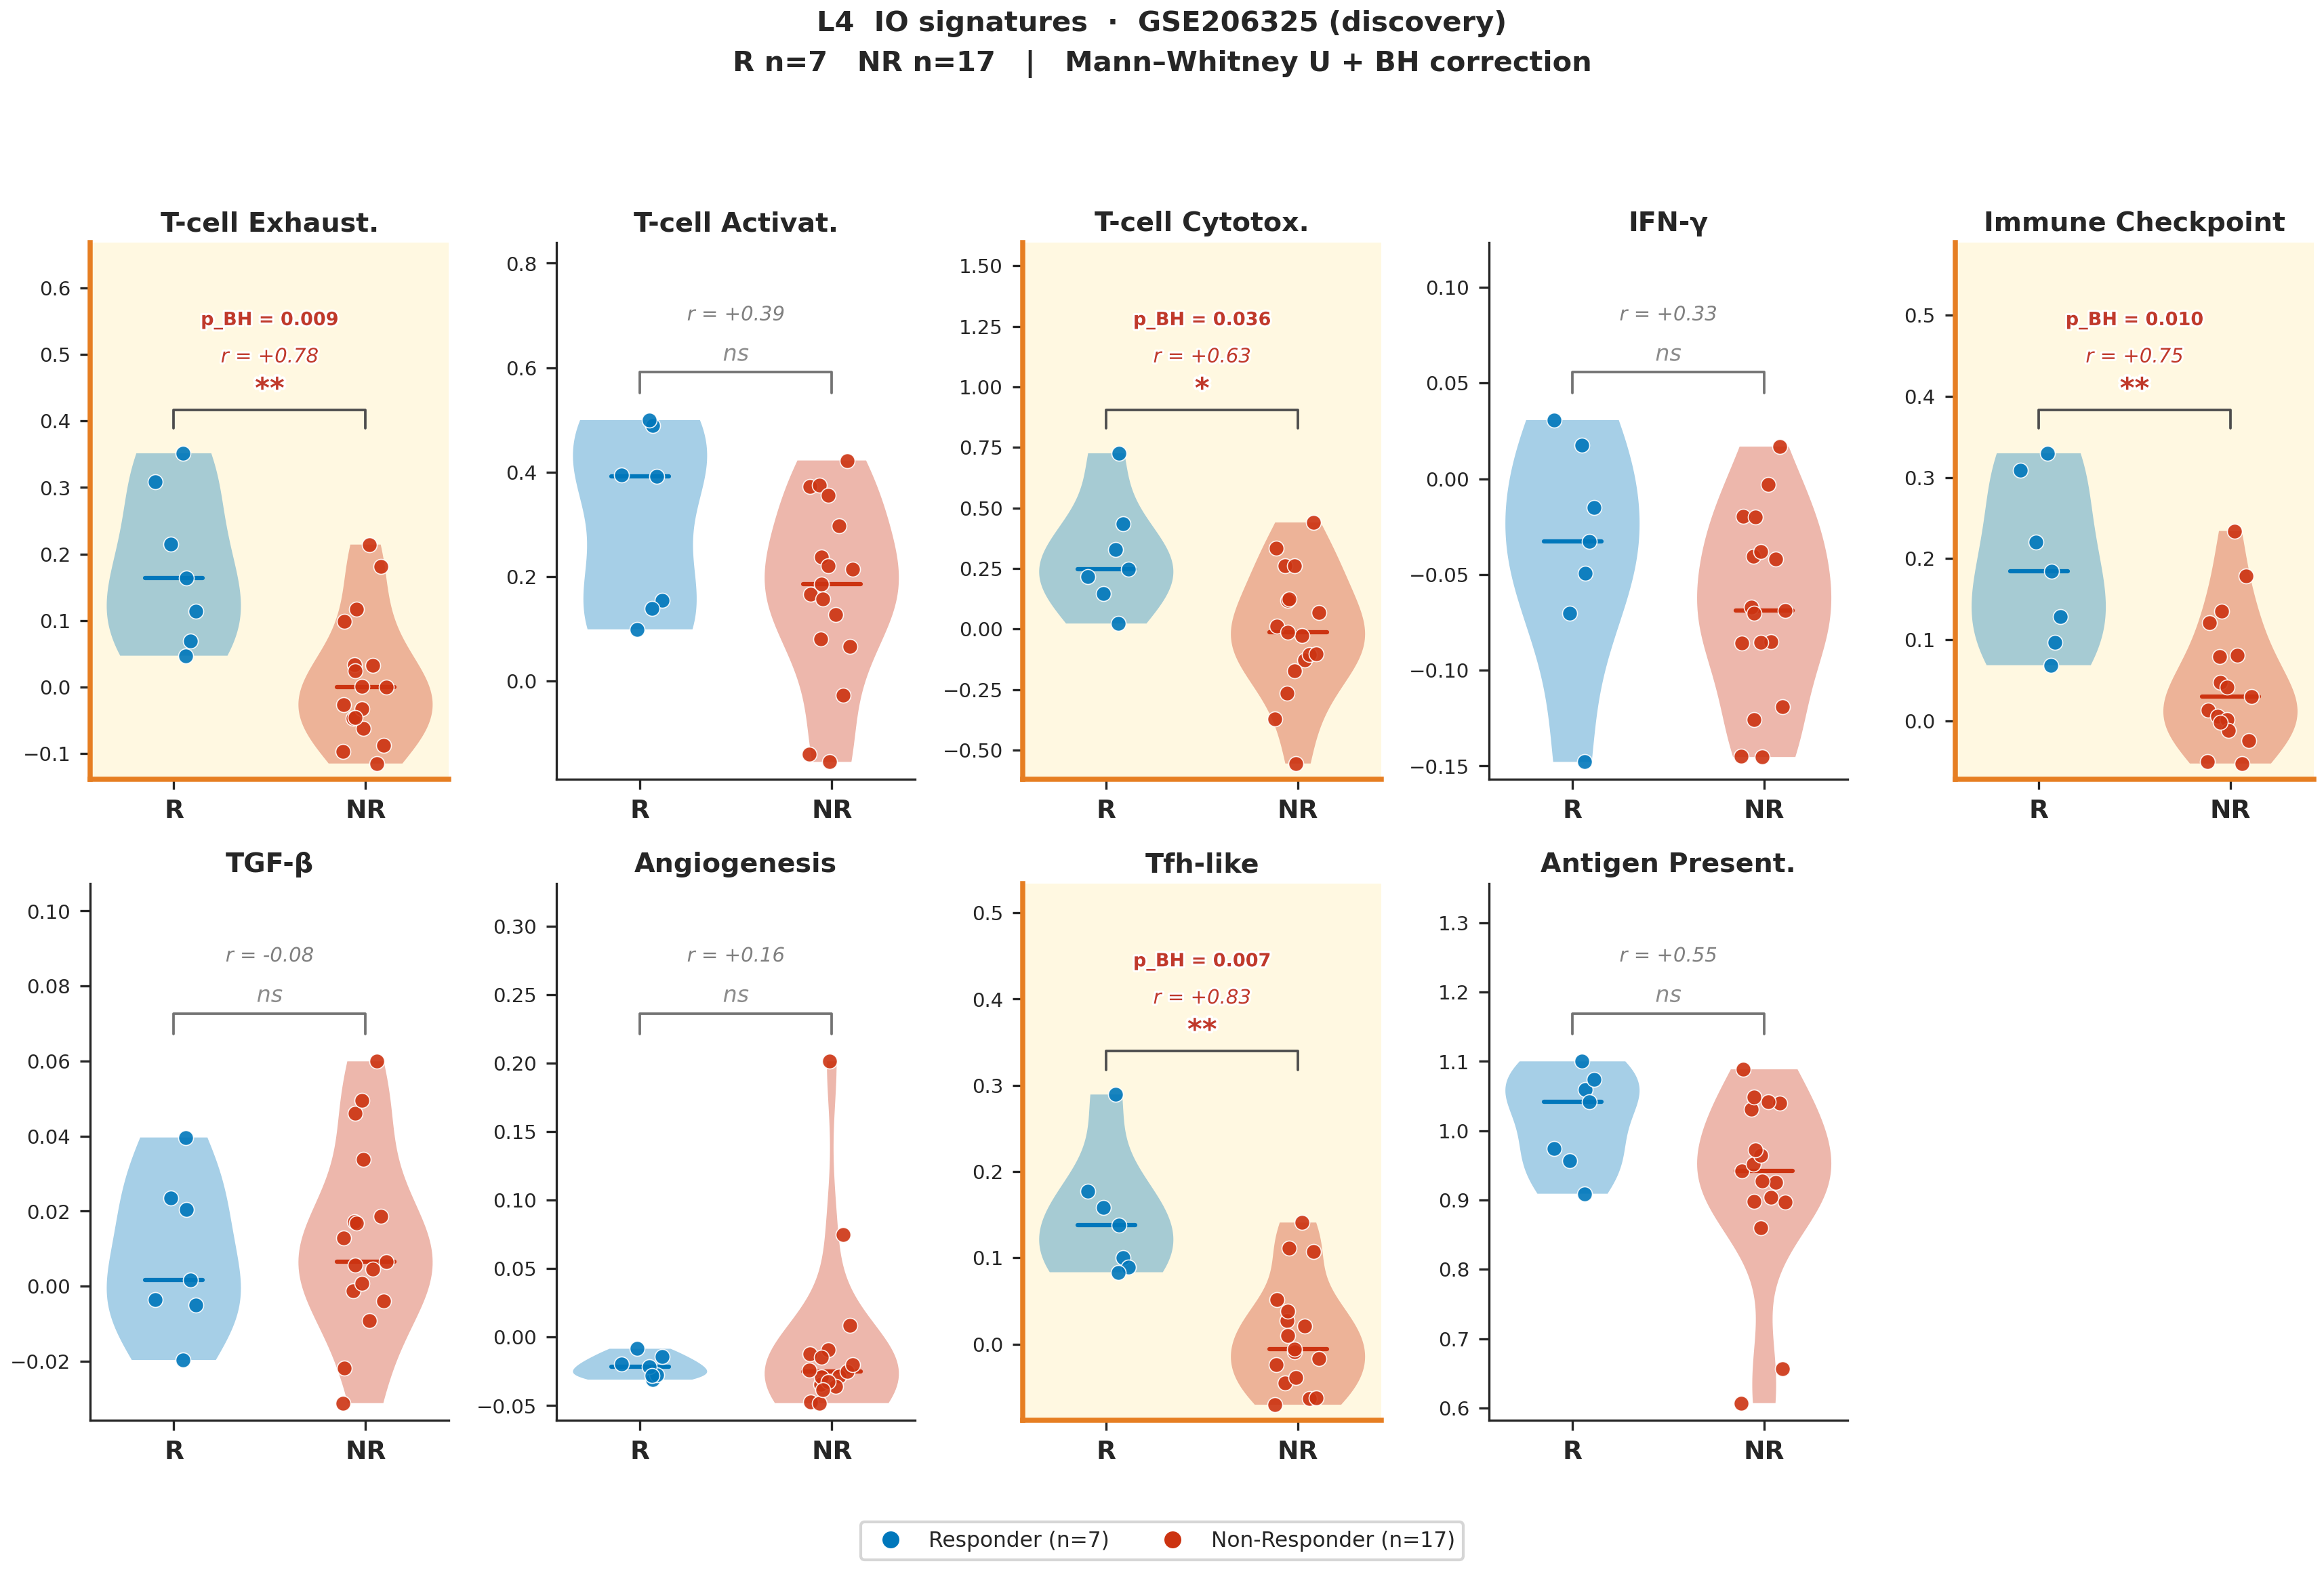 L4  IO signatures  ·  GSE206325 (discovery)
R n=7   NR n=17   |   Mann–Whitney U + BH correction
T-cell Exhaust.
0.6
0.5
0.4
0.3
0.2
0.1
0.0
−0.1
p_BH = 0.009
r = +0.78
**
R NR
T-cell Activat.
0.8
0.6
0.4
0.2
0.0
r = +0.39
ns
R NR
T-cell Cytotox.
1.50
1.25
1.00
0.75
0.50
0.25
0.00
−0.25
−0.50
p_BH = 0.036
r = +0.63
*
R NR
IFN-γ
0.10
0.05
0.00
−0.05
−0.10
−0.15
r = +0.33
ns
R NR
Immune Checkpoint
0.5
0.4
0.3
0.2
0.1
0.0
p_BH = 0.010
r = +0.75
**
R NR
TGF-β
0.10
0.08
0.06
0.04
0.02
0.00
−0.02
r = -0.08
ns
R NR
Angiogenesis
0.30
0.25
0.20
0.15
0.10
0.05
0.00
−0.05
r = +0.16
ns
R NR
Tfh-like
0.5
0.4
0.3
0.2
0.1
0.0
p_BH = 0.007
r = +0.83
**
R NR
Antigen Present.
1.3
1.2
1.1
1.0
0.9
0.8
0.7
0.6
r = +0.55
ns
R NR
Responder (n=7)   Non-Responder (n=17)